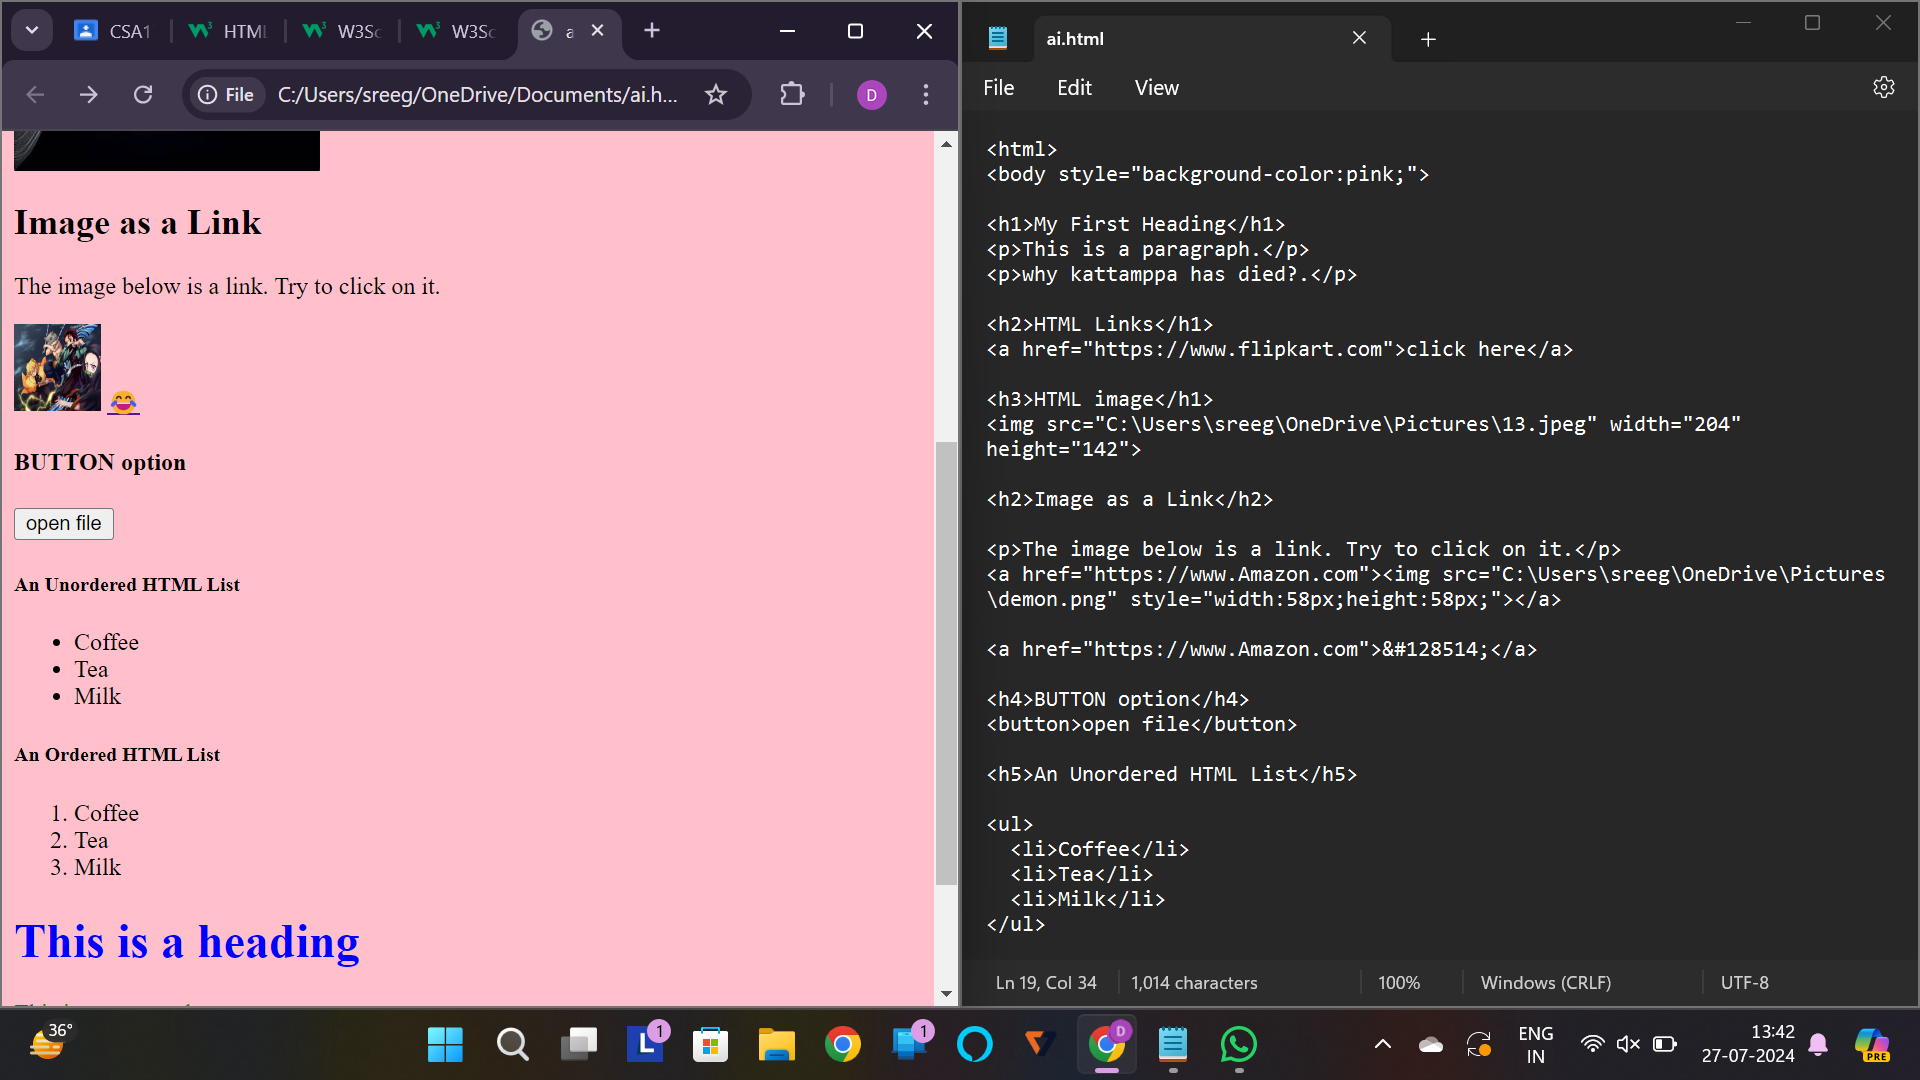 CSA1
HTML
W3Sc
W3Sc
a
File
C:/Users/sreeg/OneDrive/Documents/ai.h...
D
Image as a Link
The image below is a link. Try to click on it.
BUTTON option
open file
An Unordered HTML List
• Coffee
• Tea
• Milk
An Ordered HTML List
1. Coffee
2. Tea
3. Milk
This is a heading
ai.html
File Edit View
<html>
<body style="background-color:pink;">
<h1>My First Heading</h1>
<p>This is a paragraph.</p>
<p>why kattamppa has died?.</p>
<h2>HTML Links</h1>
<a href="https://www.flipkart.com">click here</a>
<h3>HTML image</h1>
<img src="C:\Users\sreeg\OneDrive\Pictures\13.jpeg" width="204"
height="142">
<h2>Image as a Link</h2>
<p>The image below is a link. Try to click on it.</p>
<a href="https://www.Amazon.com"><img src="C:\Users\sreeg\OneDrive\Pictures
\demon.png" style="width:58px;height:58px;"></a>
<a href="https://www.Amazon.com">&#128514;</a>
<h4>BUTTON option</h4>
<button>open file</button>
<h5>An Unordered HTML List</h5>
<ul>
<li>Coffee</li>
<li>Tea</li>
<li>Milk</li>
</ul>
Ln 19, Col 34 1,014 characters 100% Windows (CRLF) UTF-8
36°
L
1
1
D
ENG
IN
13:42
27-07-2024
PRE